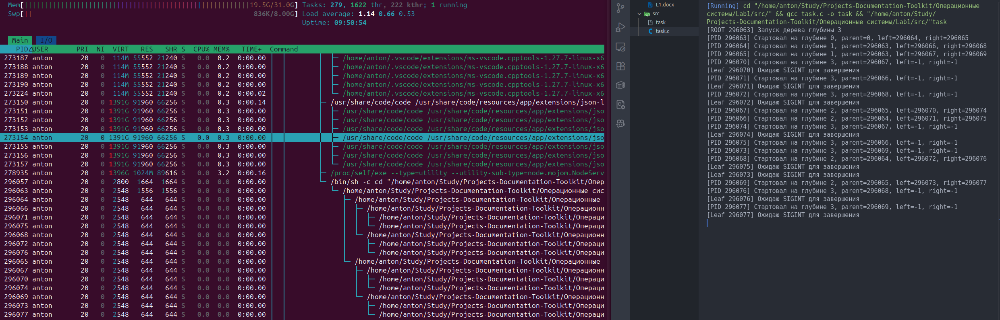 Mem[||||||||||||||||||||||||||||||||||||||||||||||||||||||||19.5G/31.0G] Tasks: 279, 1622 thr, 222 kthr; 1 running
Swp[|| 836K/8.00G] Load average: 1.14 0.66 0.53
Uptime: 09:50:54
Main I/O
PID△USER PRI NI VIRT RES SHR S CPU% MEM% TIME+ Command
273187 anton 20 0 114M 55552 21240 S 0.0 0.2 0:00.00 /home/anton/.vscode/extensions/ms-vscode.cpptools-1.27.7-linux-x6
273188 anton 20 0 114M 55552 21240 S 0.0 0.2 0:00.00 /home/anton/.vscode/extensions/ms-vscode.cpptools-1.27.7-linux-x6
273189 anton 20 0 114M 55552 21240 S 0.0 0.2 0:00.00 /home/anton/.vscode/extensions/ms-vscode.cpptools-1.27.7-linux-x6
273190 anton 20 0 114M 55552 21240 S 0.0 0.2 0:00.00 /home/anton/.vscode/extensions/ms-vscode.cpptools-1.27.7-linux-x6
273224 anton 20 0 114M 55552 21240 S 0.0 0.2 0:00.02 /home/anton/.vscode/extensions/ms-vscode.cpptools-1.27.7-linux-x6
273150 anton 20 0 1391G 91960 66256 S 0.0 0.3 0:00.14 /usr/share/code/code /usr/share/code/resources/app/extensions/json-l
273151 anton 20 0 1391G 91960 66256 S 0.0 0.3 0:00.00 /usr/share/code/code /usr/share/code/resources/app/extensions/jso
273152 anton 20 0 1391G 91960 66256 S 0.0 0.3 0:00.00 /usr/share/code/code /usr/share/code/resources/app/extensions/jso
273153 anton 20 0 1391G 91960 66256 S 0.0 0.3 0:00.00 /usr/share/code/code /usr/share/code/resources/app/extensions/jso
273154 anton 20 0 1391G 91960 66256 S 0.0 0.3 0:00.00 /usr/share/code/code /usr/share/code/resources/app/extensions/jso
273155 anton 20 0 1391G 91960 66256 S 0.0 0.3 0:00.00 /usr/share/code/code /usr/share/code/resources/app/extensions/jso
273156 anton 20 0 1391G 91960 66256 S 0.0 0.3 0:00.00 /usr/share/code/code /usr/share/code/resources/app/extensions/jso
273157 anton 20 0 1391G 91960 66256 S 0.0 0.3 0:00.00 /usr/share/code/code /usr/share/code/resources/app/extensions/jso
278935 anton 20 0 1396G 1024M 89616 S 0.0 3.2 0:00.16 /proc/self/exe --type=utility --utility-sub-type=node.mojom.NodeServ
296057 anton 20 0 2800 1664 1664 S 0.0 0.0 0:00.00 /bin/sh -c cd "/home/anton/Study/Projects-Documentation-Toolkit/Опер
296063 anton 20 0 2548 1556 1556 S 0.0 0.0 0:00.00 /home/anton/Study/Projects-Documentation-Toolkit/Операционные сис
296064 anton 20 0 2548 644 644 S 0.0 0.0 0:00.00 /home/anton/Study/Projects-Documentation-Toolkit/Операционные
296066 anton 20 0 2548 644 644 S 0.0 0.0 0:00.00 /home/anton/Study/Projects-Documentation-Toolkit/Операционн
296071 anton 20 0 2548 644 644 S 0.0 0.0 0:00.00 /home/anton/Study/Projects-Documentation-Toolkit/Операци
296075 anton 20 0 2548 644 644 S 0.0 0.0 0:00.00 /home/anton/Study/Projects-Documentation-Toolkit/Операци
296068 anton 20 0 2548 644 644 S 0.0 0.0 0:00.00 /home/anton/Study/Projects-Documentation-Toolkit/Операционн
296072 anton 20 0 2548 644 644 S 0.0 0.0 0:00.00 /home/anton/Study/Projects-Documentation-Toolkit/Операци
296076 anton 20 0 2548 644 644 S 0.0 0.0 0:00.00 /home/anton/Study/Projects-Documentation-Toolkit/Операци
296065 anton 20 0 2548 644 644 S 0.0 0.0 0:00.00 /home/anton/Study/Projects-Documentation-Toolkit/Операционные
296067 anton 20 0 2548 644 644 S 0.0 0.0 0:00.00 /home/anton/Study/Projects-Documentation-Toolkit/Операционн
296070 anton 20 0 2548 644 644 S 0.0 0.0 0:00.00 /home/anton/Study/Projects-Documentation-Toolkit/Операци
296074 anton 20 0 2548 644 644 S 0.0 0.0 0:00.00 /home/anton/Study/Projects-Documentation-Toolkit/Операци
296069 anton 20 0 2548 644 644 S 0.0 0.0 0:00.00 /home/anton/Study/Projects-Documentation-Toolkit/Операционн
296073 anton 20 0 2548 644 644 S 0.0 0.0 0:00.00 /home/anton/Study/Projects-Documentation-Toolkit/Операци
296077 anton 20 0 2548 644 644 S 0.0 0.0 0:00.00 /home/anton/Study/Projects-Documentation-Toolkit/Операци
L1.docx
src
task
task.c
[Running] cd "/home/anton/Study/Projects-Documentation-Toolkit/Операционные
системы/Lab1/src/" && gcc task.c -o task && "/home/anton/Study/
Projects-Documentation-Toolkit/Операционные системы/Lab1/src/"task
[ROOT 296063] Запуск дерева глубины 3
[PID 296063] Стартовал на глубине 0, parent=0, left=296064, right=296065
[PID 296064] Стартовал на глубине 1, parent=296063, left=296066, right=296068
[PID 296065] Стартовал на глубине 1, parent=296063, left=296067, right=296069
[PID 296070] Стартовал на глубине 3, parent=296067, left=-1, right=-1
[Leaf 296070] Ожидаю SIGINT для завершения
[PID 296071] Стартовал на глубине 3, parent=296066, left=-1, right=-1
[Leaf 296071] Ожидаю SIGINT для завершения
[PID 296072] Стартовал на глубине 3, parent=296068, left=-1, right=-1
[Leaf 296072] Ожидаю SIGINT для завершения
[PID 296067] Стартовал на глубине 2, parent=296065, left=296070, right=296074
[PID 296066] Стартовал на глубине 2, parent=296064, left=296071, right=296075
[PID 296074] Стартовал на глубине 3, parent=296067, left=-1, right=-1
[Leaf 296074] Ожидаю SIGINT для завершения
[PID 296075] Стартовал на глубине 3, parent=296066, left=-1, right=-1
[PID 296073] Стартовал на глубине 3, parent=296069, left=-1, right=-1
[PID 296068] Стартовал на глубине 2, parent=296064, left=296072, right=296076
[Leaf 296075] Ожидаю SIGINT для завершения
[Leaf 296073] Ожидаю SIGINT для завершения
[PID 296069] Стартовал на глубине 2, parent=296065, left=296073, right=296077
[PID 296076] Стартовал на глубине 3, parent=296068, left=-1, right=-1
[Leaf 296076] Ожидаю SIGINT для завершения
[PID 296077] Стартовал на глубине 3, parent=296069, left=-1, right=-1
[Leaf 296077] Ожидаю SIGINT для завершения